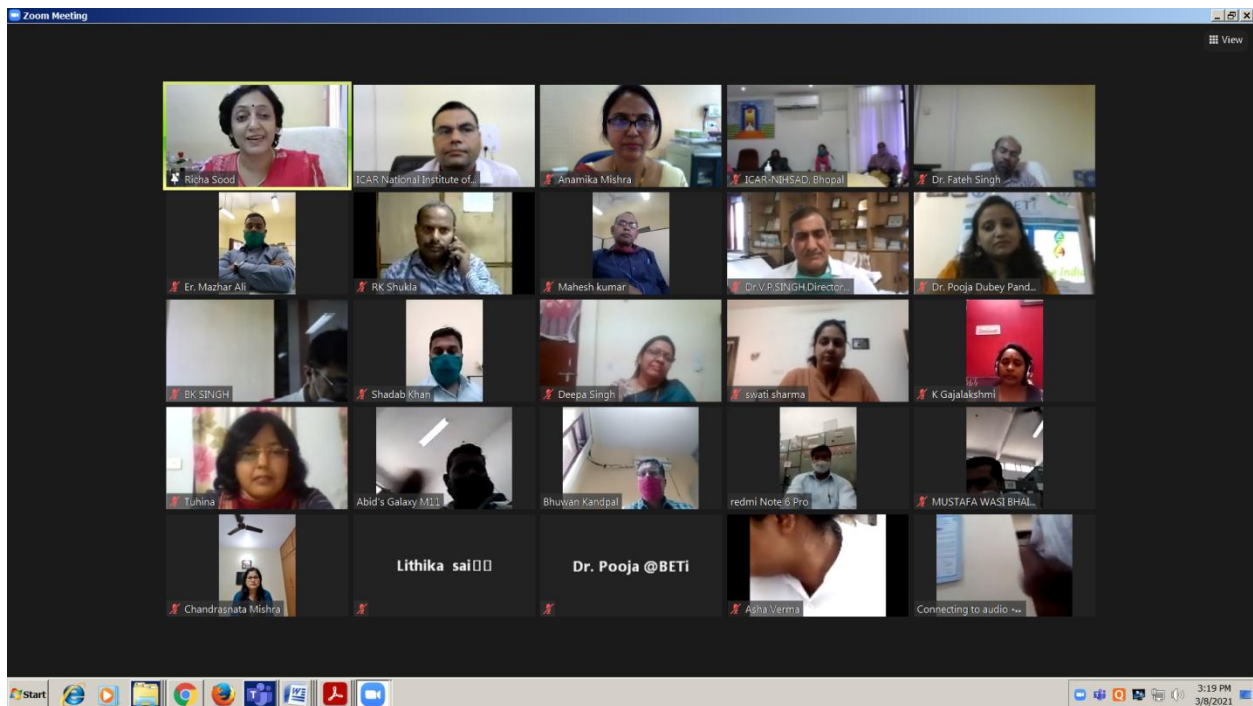 Zoom Meeting
View
Richa Sood
ICAR National Institute of...
Anamika Mishra
ICAR-NIHSAD, Bhopal
Dr. Fateh Singh
Er. Mazhar Ali
RK Shukla
Mahesh kumar
Dr.V.P.SINGH,Director...
Dr. Pooja Dubey Pand...
BK SINGH
Shadab Khan
Deepa Singh
swati sharma
K Gajalakshmi
Tuhina
Abid's Galaxy M11
Bhuwan Kandpal
redmi Note 6 Pro
MUSTAFA WASI BHAI...
Chandrasnata Mishra
Lithika sai
Dr. Pooja @BETi
Asha Verma
Connecting to audio ...
Start
3:19 PM
3/8/2021